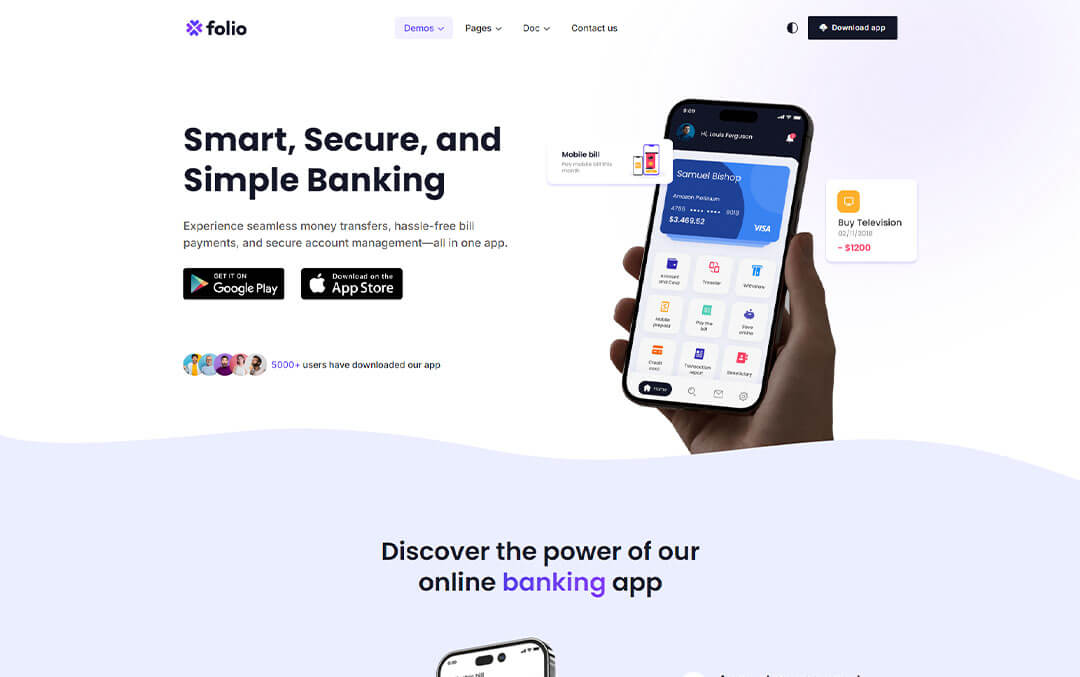 folio
Demos
Pages
Doc
Contact us
Download app
Smart, Secure, and
Simple Banking
Experience seamless money transfers, hassle-free bill
payments, and secure account management—all in one app.
GET IT ON
Google Play
Download on the
App Store
5000+ users have downloaded our app
Mobile bill
Pay mobile bill this
month
9:09
Hi, Louis Ferguson
Samuel Bishop
Amazon Platinium
4756 •••• •••• 9018
$3.469.52
VISA
Account
and Card
Transfer
Withdraw
Mobile
prepaid
Pay the
bill
Save
online
Credit
card
Transaction
report
Beneficiary
Home
Buy Television
02/11/2018
- $1200
Discover the power of our
online banking app
9:09